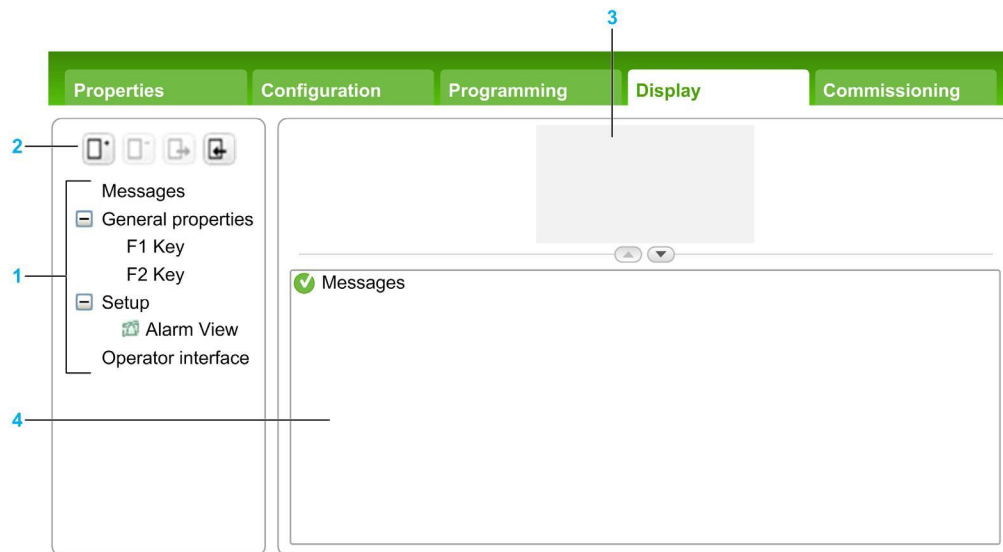 3
Properties Configuration Programming Display Commissioning
2
Messages
General properties
F1 Key
F2 Key
1
Setup
Alarm View
Operator interface
Messages
4